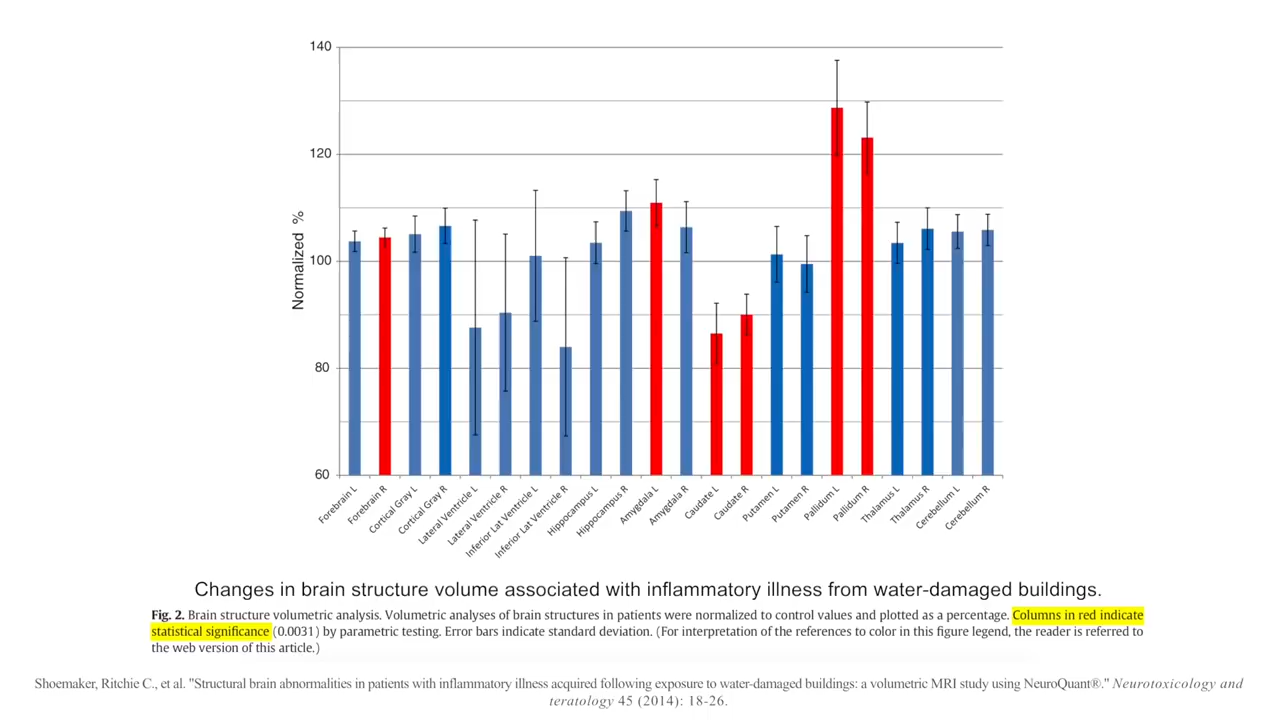 140
120
100
80
60
Normalized %
Forebrain L
Forebrain R
Cortical Gray L
Cortical Gray R
Lateral Ventricle L
Lateral Ventricle R
Inferior Lat Ventricle L
Inferior Lat Ventricle R
Hippocampus L
Hippocampus R
Amygdala L
Amygdala R
Caudate L
Caudate R
Putamen L
Putamen R
Pallidum L
Pallidum R
Thalamus L
Thalamus R
Cerebellum L
Cerebellum R
Changes in brain structure volume associated with inflammatory illness from water-damaged buildings.
Fig. 2. Brain structure volumetric analysis. Volumetric analyses of brain structures in patients were normalized to control values and plotted as a percentage. Columns in red indicate
statistical significance (0.0031) by parametric testing. Error bars indicate standard deviation. (For interpretation of the references to color in this figure legend, the reader is referred to
the web version of this article.)
Shoemaker, Ritchie C., et al. "Structural brain abnormalities in patients with inflammatory illness acquired following exposure to water-damaged buildings: a volumetric MRI study using NeuroQuant®." Neurotoxicology and
teratology 45 (2014): 18-26.